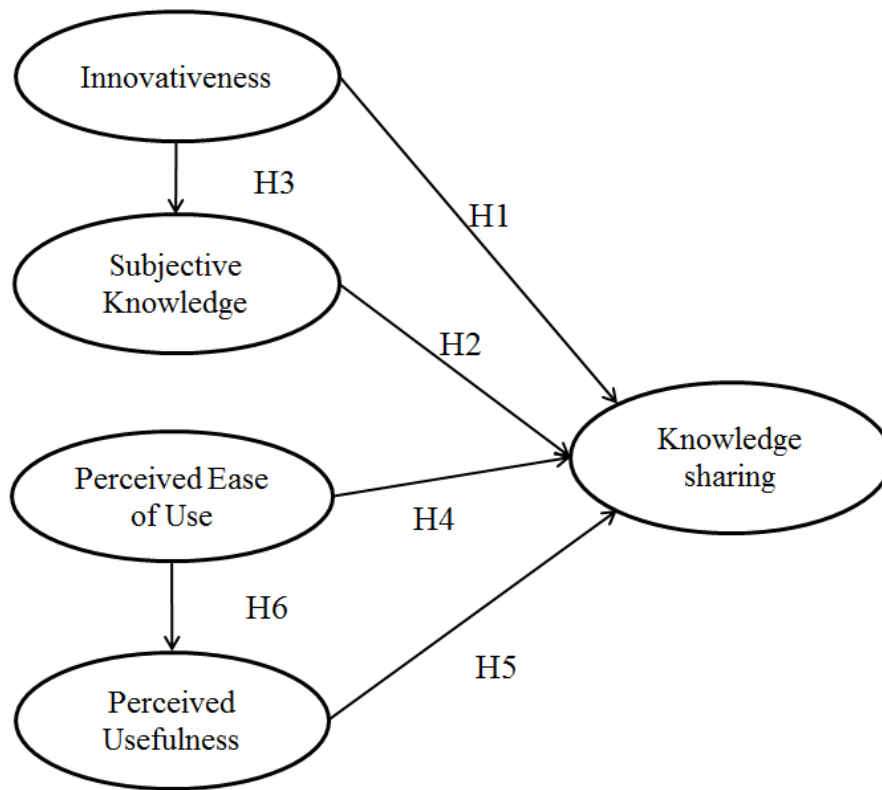 Innovativeness
H3
H1
Subjective
Knowledge
H2
Knowledge
sharing
Perceived Ease
of Use
H4
H6
H5
Perceived
Usefulness